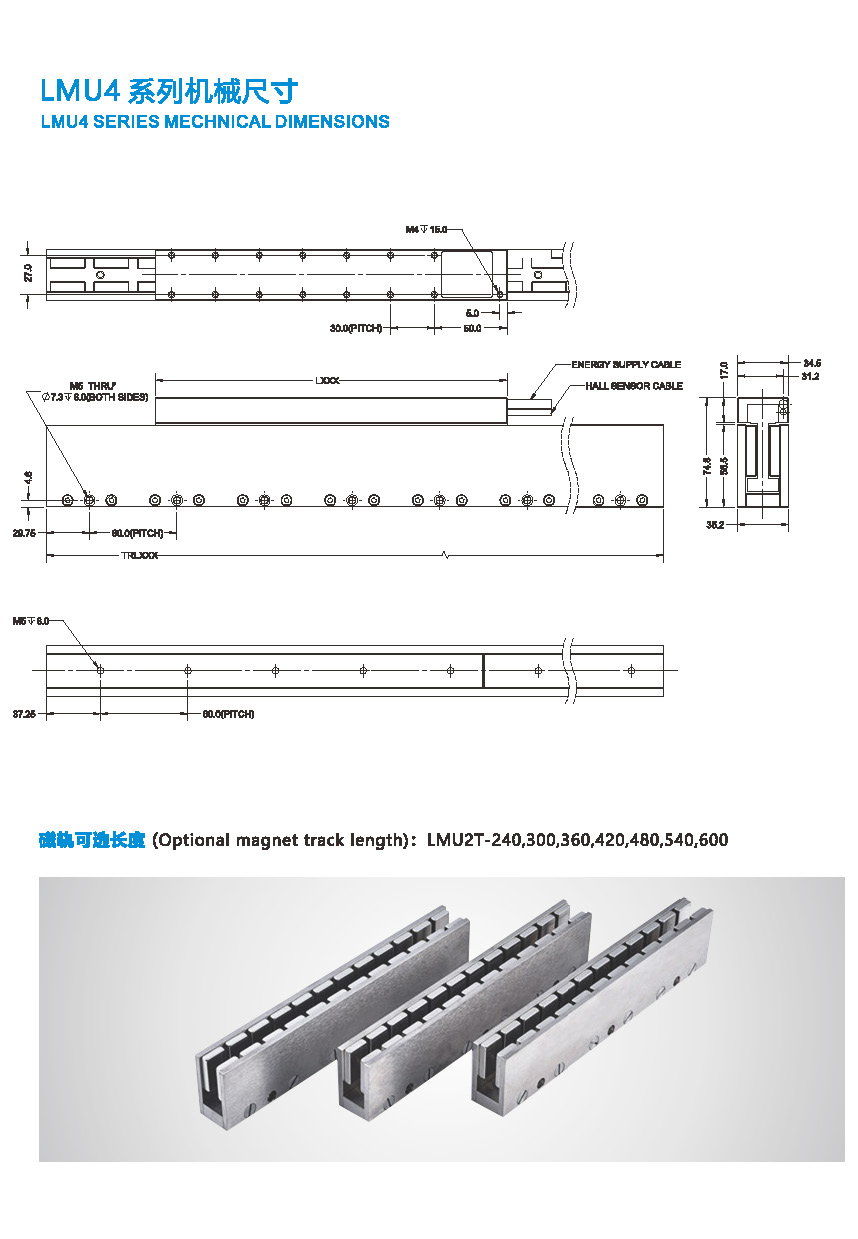 LMU4 系列机械尺寸
LMU4 SERIES MECHNICAL DIMENSIONS
M4↧15.0
27.0
5.0
30.0(PITCH)
50.0
ENERGY SUPPLY CABLE
HALL SENSOR CABLE
LXXX
M5 THRU'
∅7.3↧6.0(BOTH SIDES)
17.0
34.5
31.2
4.6
74.8
56.5
29.75
60.0(PITCH)
35.2
TRLXXX
M5↧6.0
37.25
60.0(PITCH)
磁轨可选长度 (Optional magnet track length)：LMU2T-240,300,360,420,480,540,600